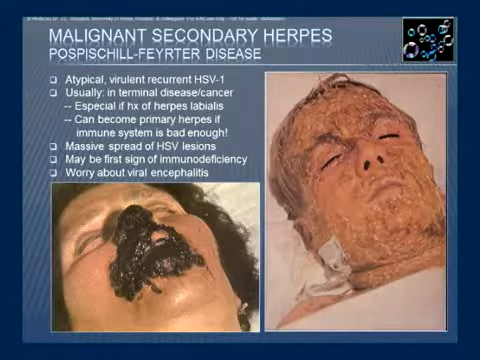 MALIGNANT SECONDARY HERPES
POSPISCHILL-FEYRTER DISEASE
Atypical, virulent recurrent HSV-1
Usually: in terminal disease/cancer
-- Especial if hx of herpes labialis
-- Can become primary herpes if
immune system is bad enough!
Massive spread of HSV lesions
May be first sign of immunodeficiency
Worry about viral encephalitis